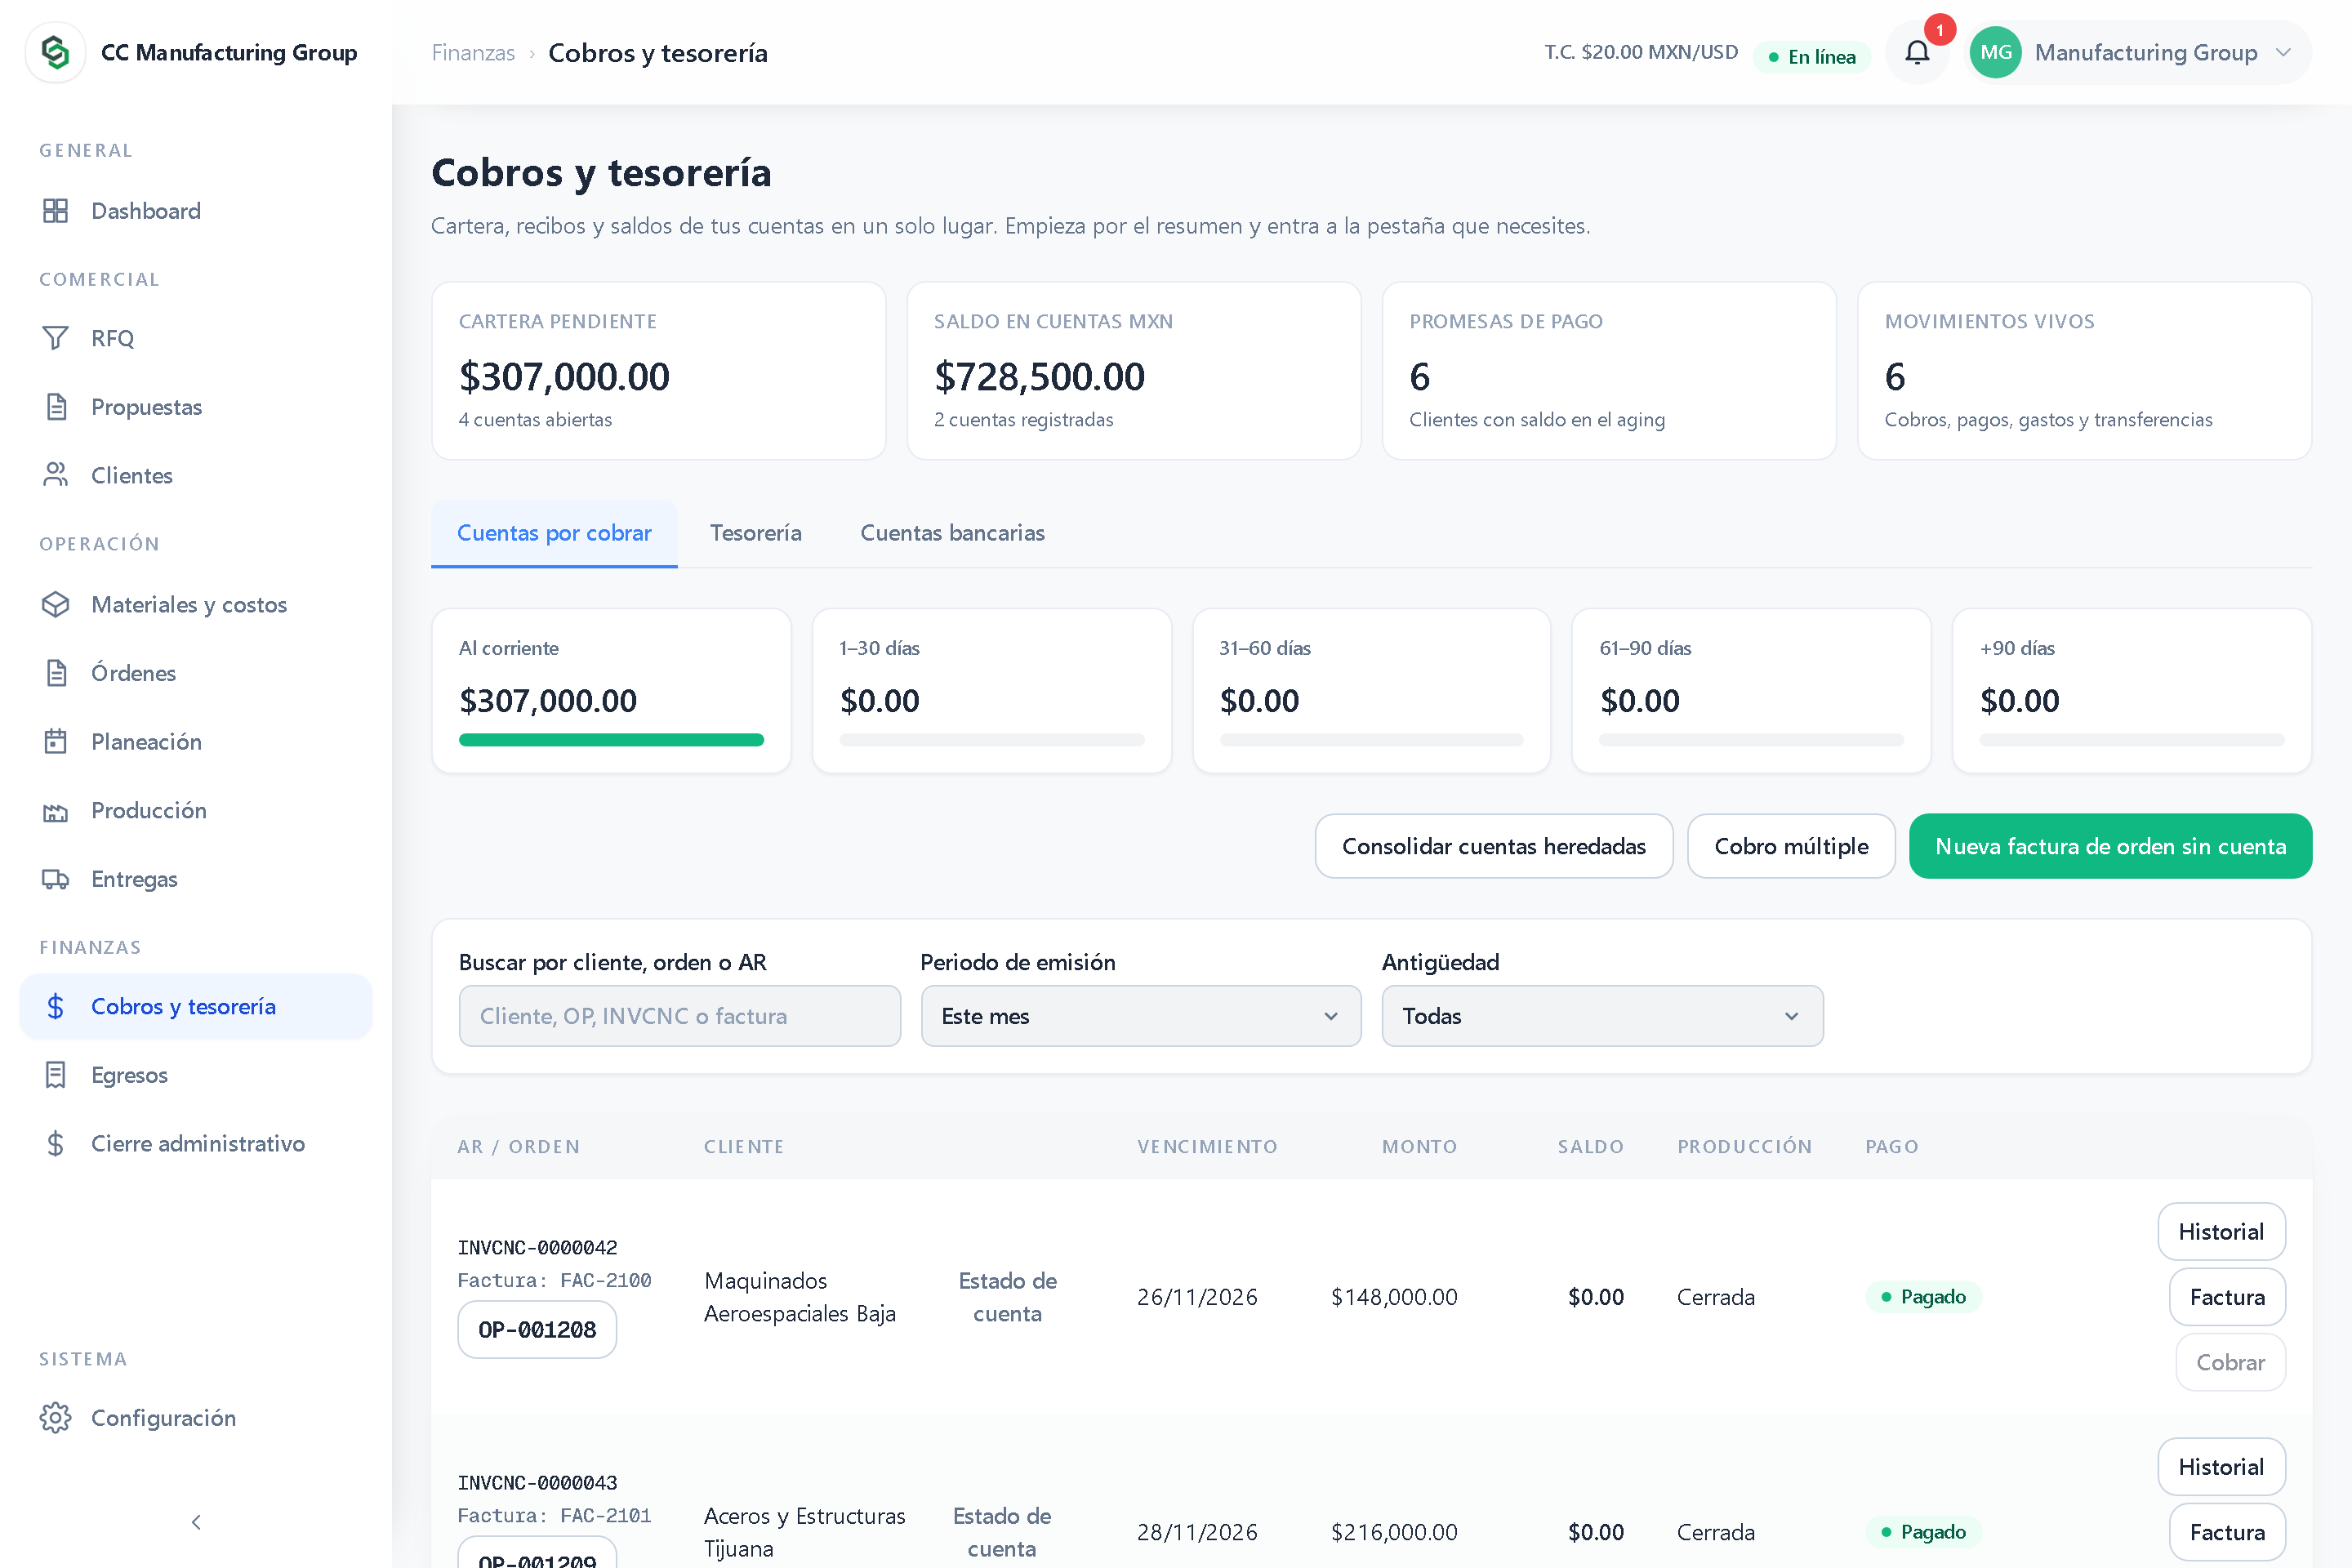 CC Manufacturing Group
Finanzas › Cobros y tesorería
T.C. $20.00 MXN/USD
En línea
1
MG
Manufacturing Group
GENERAL
Dashboard
COMERCIAL
RFQ
Propuestas
Clientes
OPERACIÓN
Materiales y costos
Órdenes
Planeación
Producción
Entregas
FINANZAS
Cobros y tesorería
Egresos
Cierre administrativo
SISTEMA
Configuración
Cobros y tesorería
Cartera, recibos y saldos de tus cuentas en un solo lugar. Empieza por el resumen y entra a la pestaña que necesites.
CARTERA PENDIENTE
$307,000.00
4 cuentas abiertas
SALDO EN CUENTAS MXN
$728,500.00
2 cuentas registradas
PROMESAS DE PAGO
6
Clientes con saldo en el aging
MOVIMIENTOS VIVOS
6
Cobros, pagos, gastos y transferencias
Cuentas por cobrar
Tesorería
Cuentas bancarias
Al corriente
$307,000.00
1–30 días
$0.00
31–60 días
$0.00
61–90 días
$0.00
+90 días
$0.00
Consolidar cuentas heredadas
Cobro múltiple
Nueva factura de orden sin cuenta
Buscar por cliente, orden o AR
Cliente, OP, INVCNC o factura
Periodo de emisión
Este mes
Antigüedad
Todas
AR / ORDEN CLIENTE VENCIMIENTO MONTO SALDO PRODUCCIÓN PAGO
INVCNC-0000042
Factura: FAC-2100
OP-001208
Maquinados
Aeroespaciales Baja
Estado de
cuenta
26/11/2026
$148,000.00
$0.00
Cerrada
Pagado
Historial
Factura
Cobrar
INVCNC-0000043
Factura: FAC-2101
OP-001209
Aceros y Estructuras
Tijuana
Estado de
cuenta
28/11/2026
$216,000.00
$0.00
Cerrada
Pagado
Historial
Factura